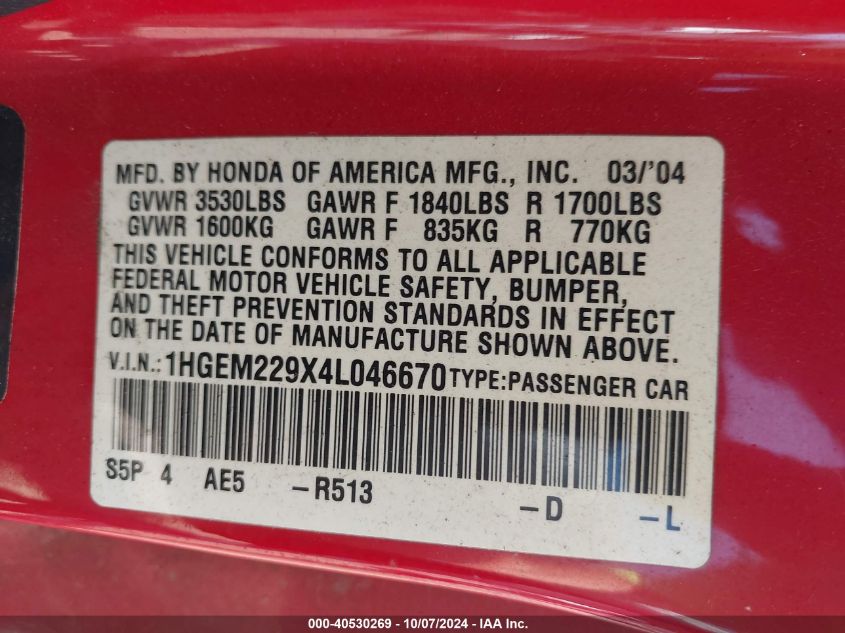 MFD. BY HONDA OF AMERICA MFG., INC. 03/'04
GVWR 3530LBS GAWR F 1840LBS R 1700LBS
GVWR 1600KG GAWR F 835KG R 770KG
THIS VEHICLE CONFORMS TO ALL APPLICABLE
FEDERAL MOTOR VEHICLE SAFETY, BUMPER,
AND THEFT PREVENTION STANDARDS IN EFFECT
ON THE DATE OF MANUFACTURE SHOWN ABOVE.
V.I.N.: 1HGEM229X4L046670 TYPE:PASSENGER CAR
S5P 4 AE5 -R513 -D -L
000-40530269 - 10/07/2024 - IAA Inc.